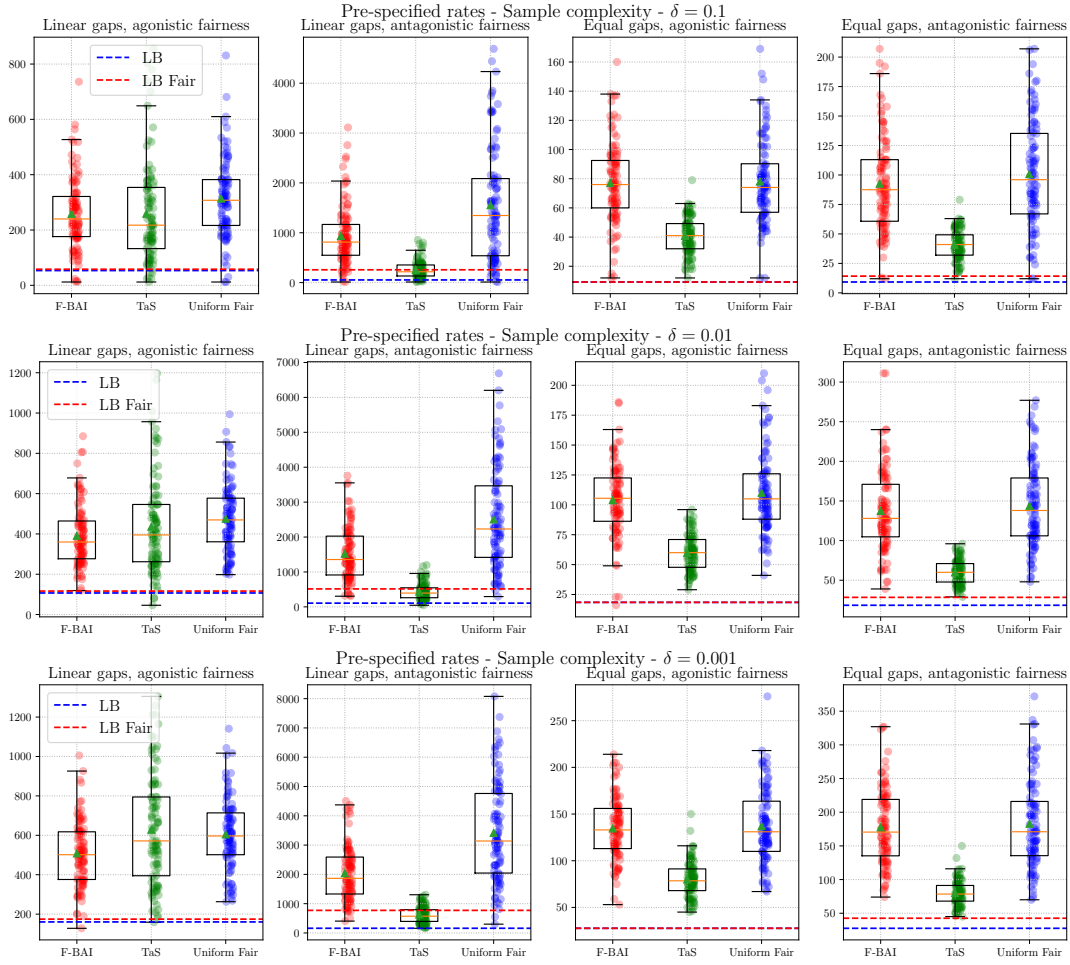 Pre-specified rates - Sample complexity - δ = 0.1
Linear gaps, agonistic fairness
Linear gaps, antagonistic fairness
Equal gaps, agonistic fairness
Equal gaps, antagonistic fairness
LB
LB Fair
800
600
400
200
0
4000
3000
2000
1000
0
160
140
120
100
80
60
40
20
200
175
150
125
100
75
50
25
0
F-BAI TaS Uniform Fair
F-BAI TaS Uniform Fair
F-BAI TaS Uniform Fair
F-BAI TaS Uniform Fair
Pre-specified rates - Sample complexity - δ = 0.01
Linear gaps, agonistic fairness
Linear gaps, antagonistic fairness
Equal gaps, agonistic fairness
Equal gaps, antagonistic fairness
LB
LB Fair
1200
1000
800
600
400
200
0
7000
6000
5000
4000
3000
2000
1000
0
200
175
150
125
100
75
50
25
300
250
200
150
100
50
F-BAI TaS Uniform Fair
F-BAI TaS Uniform Fair
F-BAI TaS Uniform Fair
F-BAI TaS Uniform Fair
Pre-specified rates - Sample complexity - δ = 0.001
Linear gaps, agonistic fairness
Linear gaps, antagonistic fairness
Equal gaps, agonistic fairness
Equal gaps, antagonistic fairness
LB
LB Fair
1200
1000
800
600
400
200
8000
7000
6000
5000
4000
3000
2000
1000
0
250
200
150
100
50
350
300
250
200
150
100
50
F-BAI TaS Uniform Fair
F-BAI TaS Uniform Fair
F-BAI TaS Uniform Fair
F-BAI TaS Uniform Fair